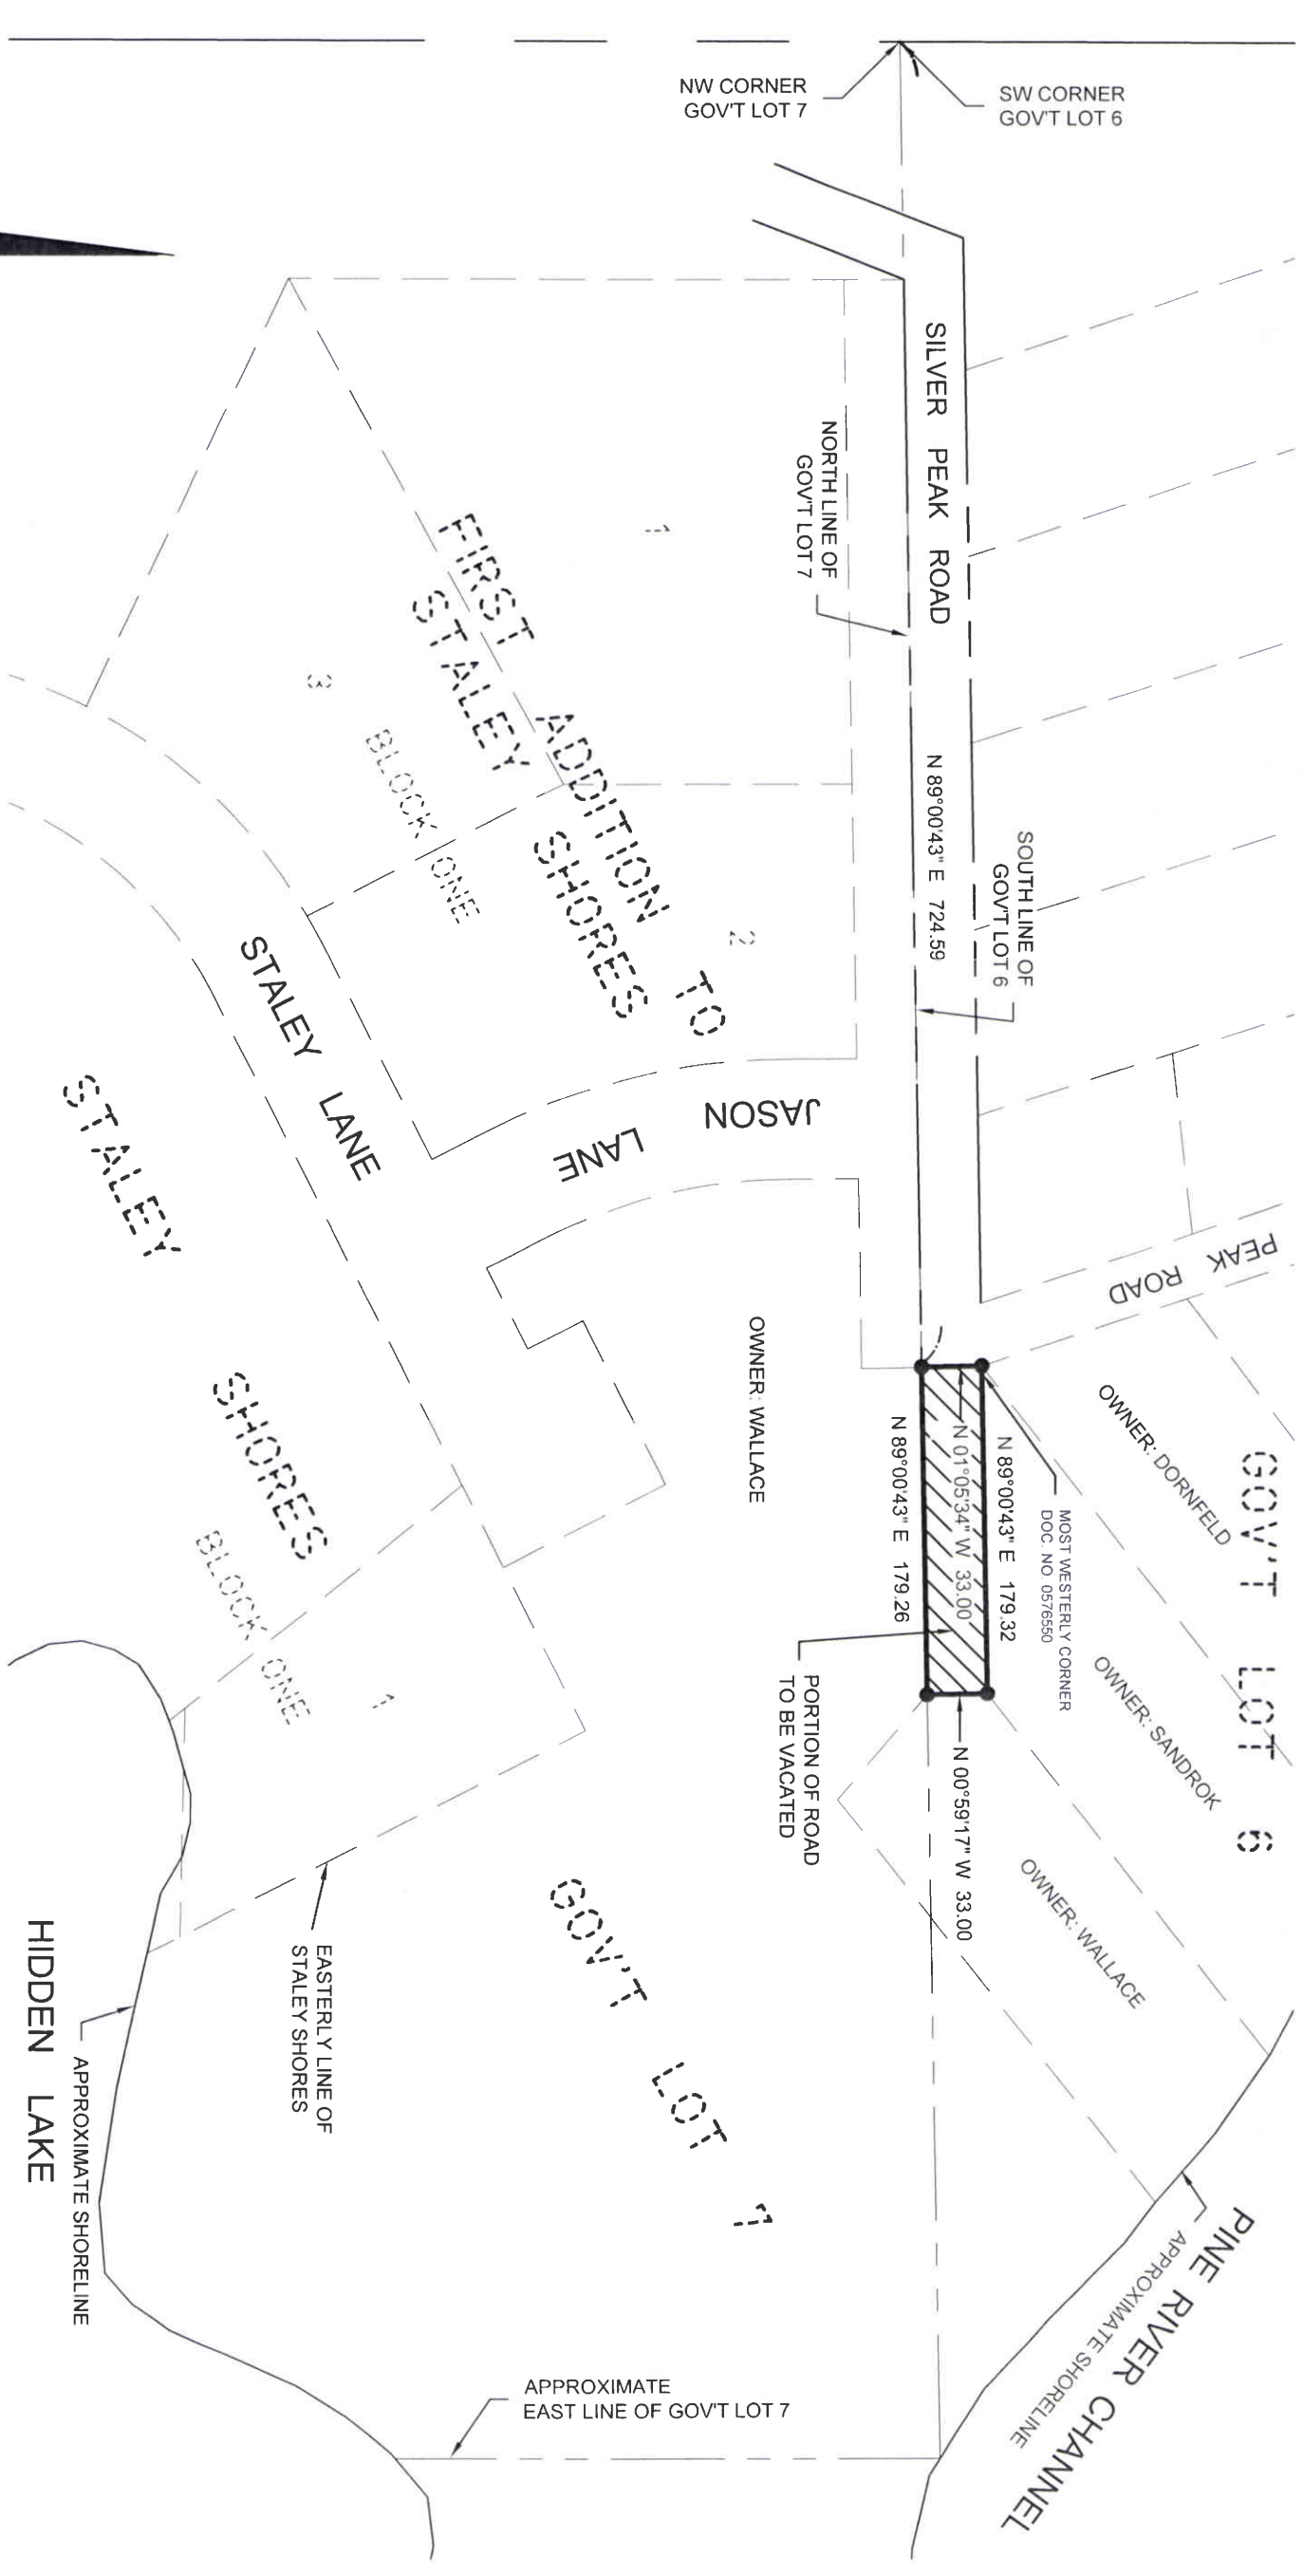 NW CORNER
GOV'T LOT 7
SW CORNER
GOV'T LOT 6
SILVER PEAK ROAD
NORTH LINE OF
GOV'T LOT 7
N 89°00'43" E 724.59
SOUTH LINE OF
GOV'T LOT 6
1
FIRST ADDITION TO
STALEY SHORES
3
BLOCK ONE
2
STALEY LANE
JASON
LANE
STALEY SHORES
BLOCK ONE
1
PEAK ROAD
OWNER: WALLACE
OWNER: DORNFELD
GOV'T LOT 6
N 89°00'43" E 179.32
N 01°05'34" W 33.00
N 89°00'43" E 179.26
MOST WESTERLY CORNER
DOC. NO. 0576550
PORTION OF ROAD
TO BE VACATED
OWNER: SANDROK
N 00°59'17" W 33.00
OWNER: WALLACE
GOV'T LOT 7
EASTERLY LINE OF
STALEY SHORES
HIDDEN LAKE
APPROXIMATE SHORELINE
PINE RIVER CHANNEL
APPROXIMATE SHORELINE
APPROXIMATE
EAST LINE OF GOV'T LOT 7